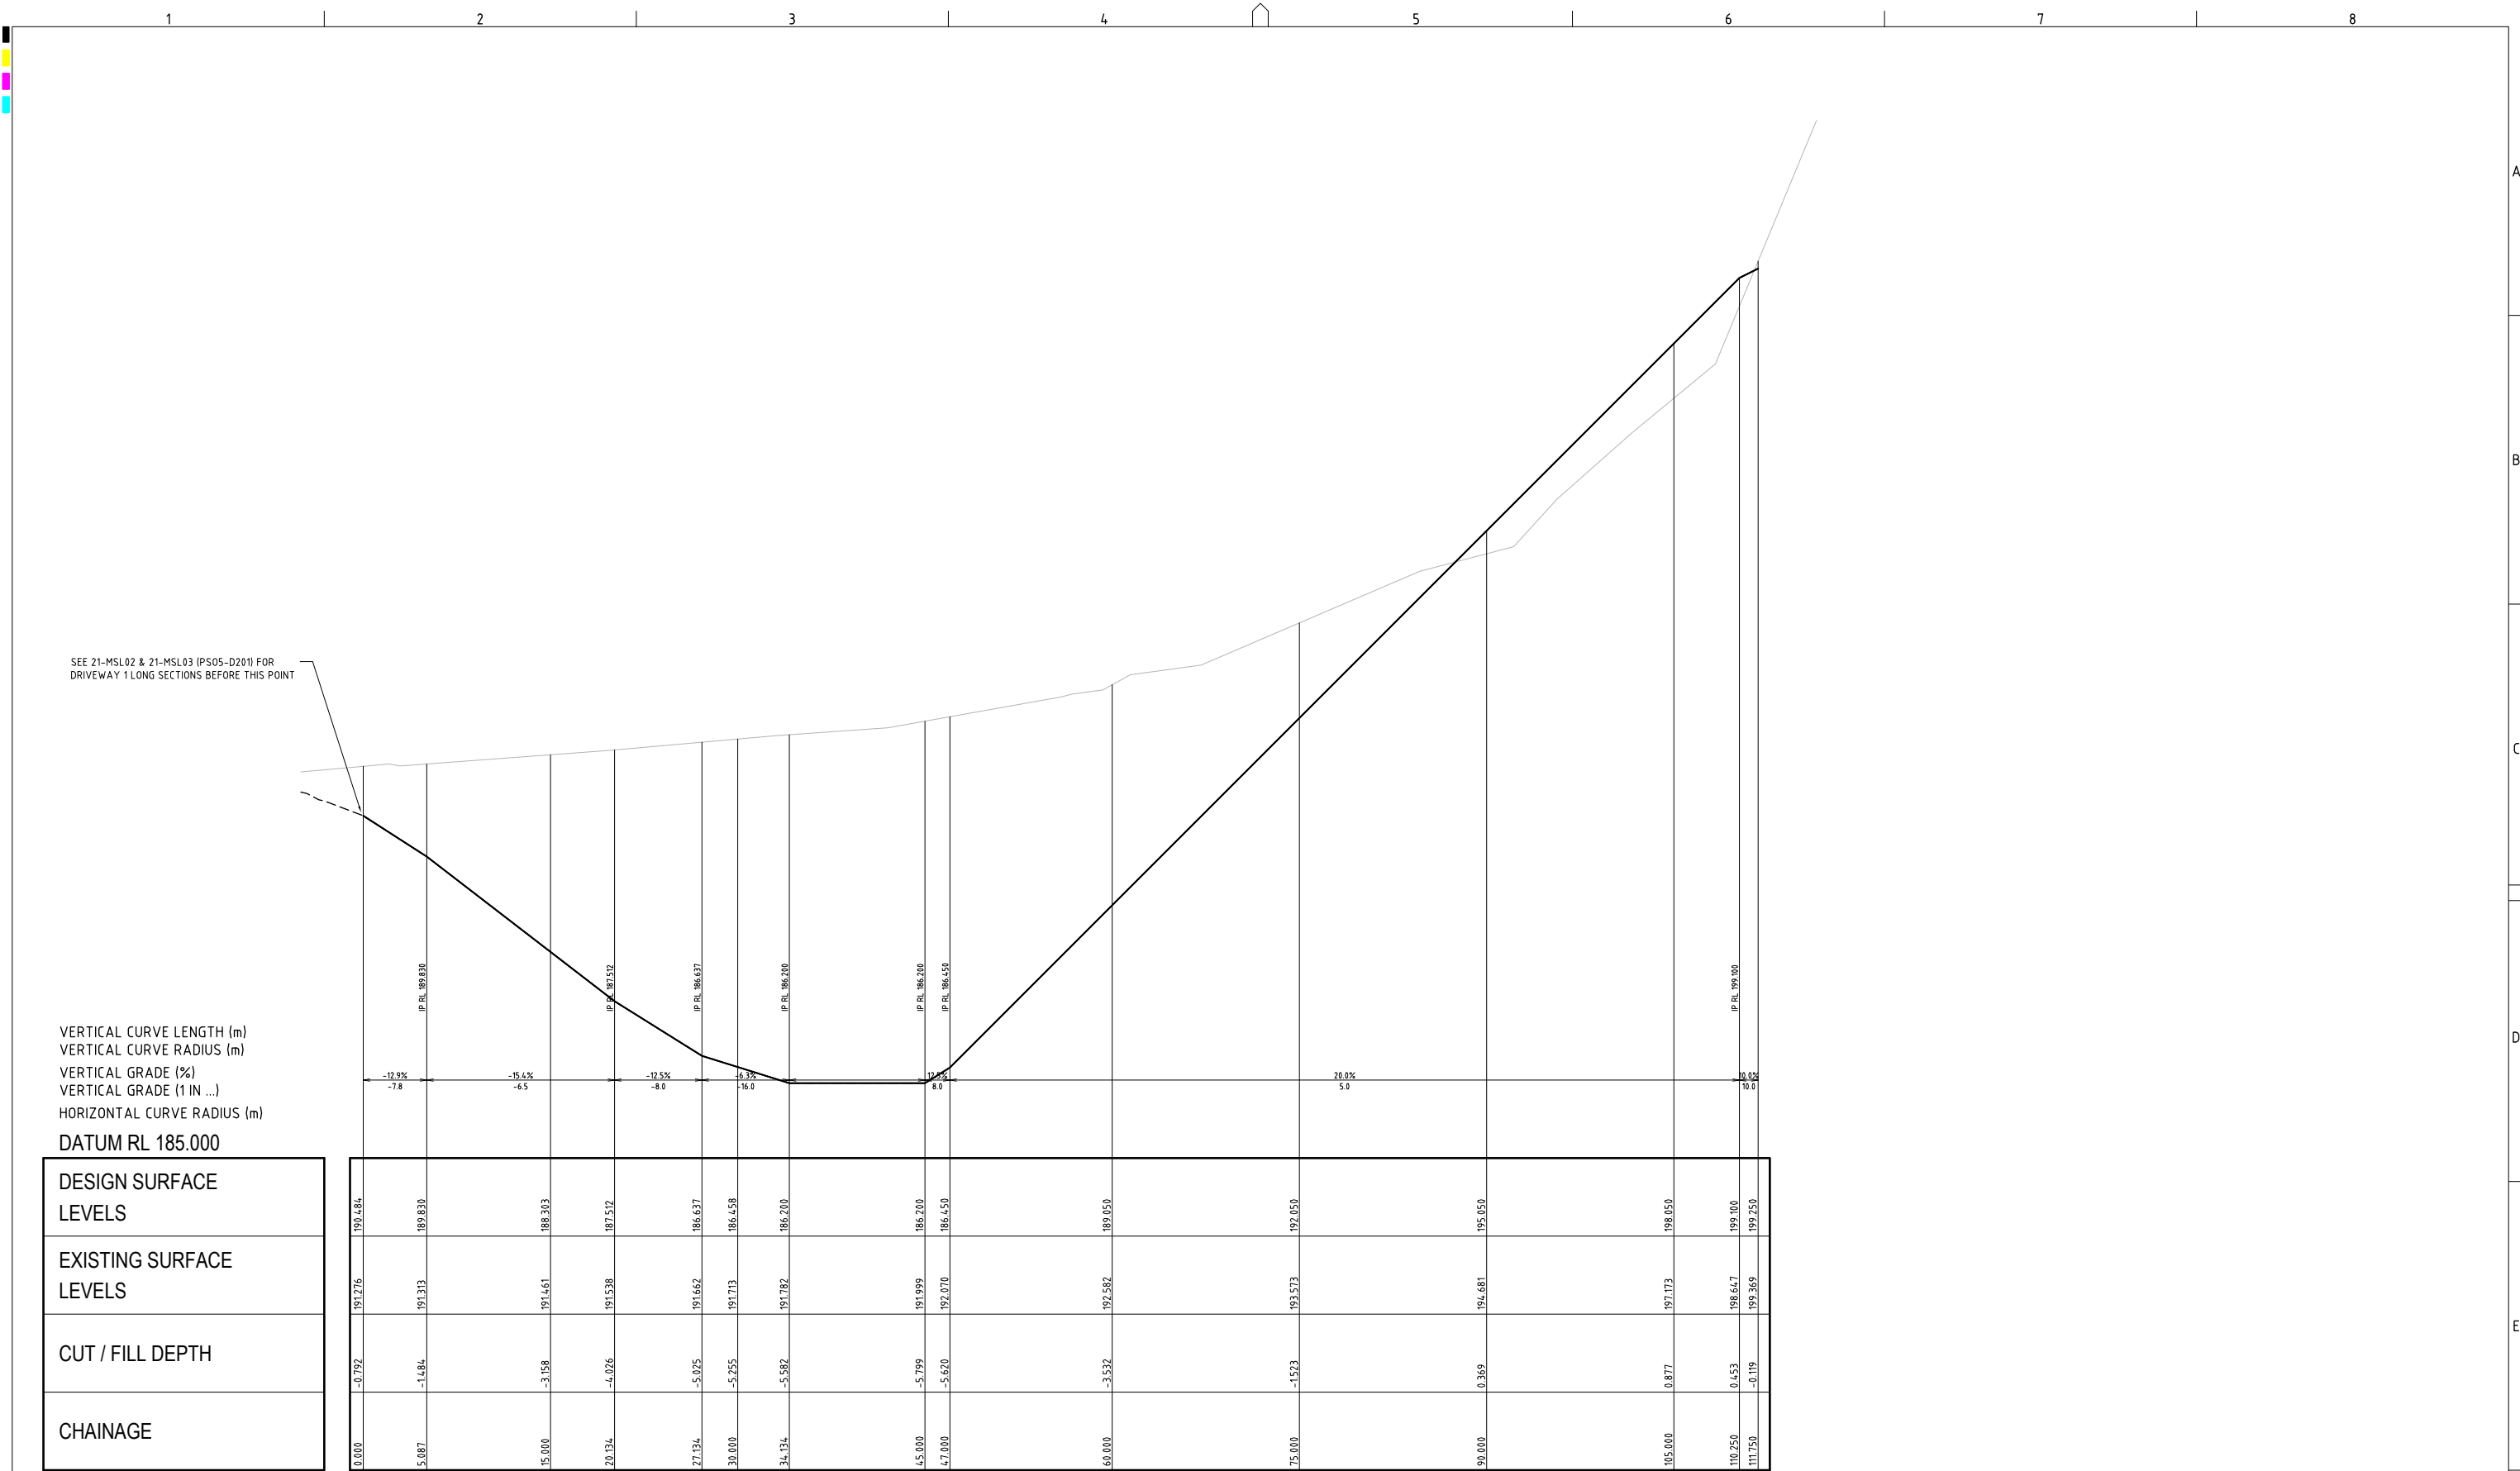 1 2 3 4 5 6 7 8
A
B
C
D
E
SEE 21-MSL02 & 21-MSL03 (PS05-D201) FOR
DRIVEWAY 1 LONG SECTIONS BEFORE THIS POINT
IP RL 189.830
IP RL 187.512
IP RL 186.637
IP RL 186.200
IP RL 186.200
IP RL 186.450
IP RL 199.100
VERTICAL CURVE LENGTH (m)
VERTICAL CURVE RADIUS (m)
VERTICAL GRADE (%) -12.9% -15.4% -12.5% -6.3% 12.5% 20.0% 10.0%
VERTICAL GRADE (1 IN ...) -7.8 -6.5 -8.0 -16.0 8.0 5.0 10.0
HORIZONTAL CURVE RADIUS (m)
DATUM RL 185.000
DESIGN SURFACE
LEVELS
190.484 189.830 188.303 187.512 186.637 186.458 186.200 186.200 186.450 189.050 192.050 195.050 198.050 199.100 199.250
EXISTING SURFACE
LEVELS
191.276 191.313 191.461 191.538 191.662 191.713 191.782 191.999 192.070 192.582 193.573 194.681 197.173 198.647 199.369
CUT / FILL DEPTH
-0.792 -1.484 -3.158 -4.026 -5.025 -5.255 -5.582 -5.799 -5.620 -3.532 -1.523 0.369 0.877 0.453 -0.119
CHAINAGE
0.000 5.087 15.000 20.134 27.134 30.000 34.134 45.000 47.000 60.000 75.000 90.000 105.000 110.250 111.750